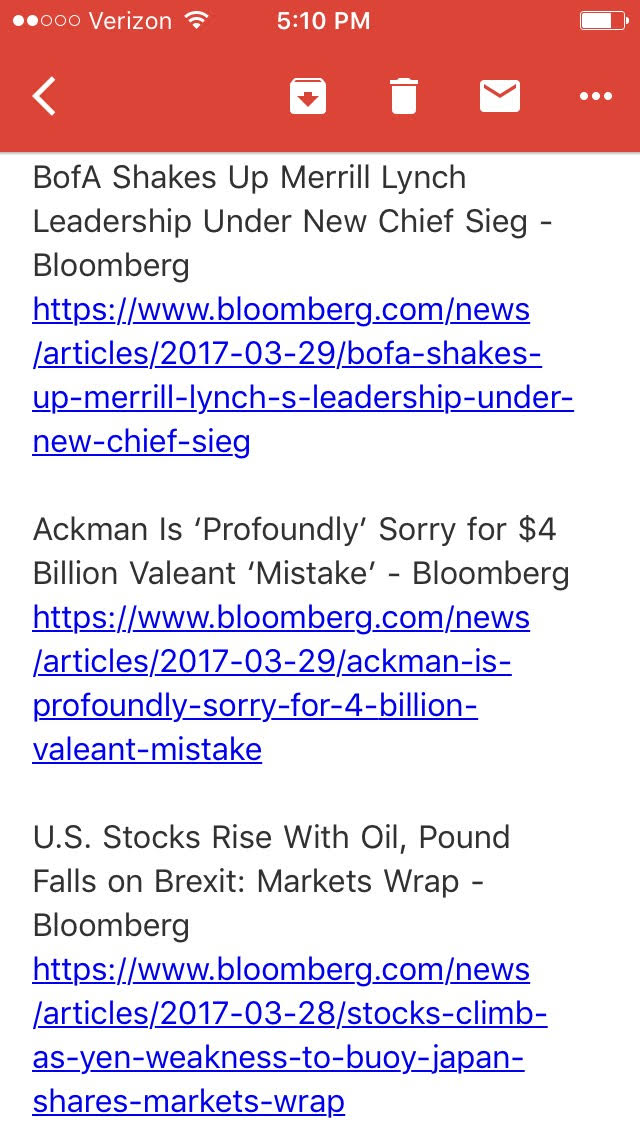 Verizon 5:10 PM
BofA Shakes Up Merrill Lynch
Leadership Under New Chief Sieg -
Bloomberg
https://www.bloomberg.com/news
/articles/2017-03-29/bofa-shakes-
up-merrill-lynch-s-leadership-under-
new-chief-sieg
Ackman Is ‘Profoundly’ Sorry for $4
Billion Valeant ‘Mistake’ - Bloomberg
https://www.bloomberg.com/news
/articles/2017-03-29/ackman-is-
profoundly-sorry-for-4-billion-
valeant-mistake
U.S. Stocks Rise With Oil, Pound
Falls on Brexit: Markets Wrap -
Bloomberg
https://www.bloomberg.com/news
/articles/2017-03-28/stocks-climb-
as-yen-weakness-to-buoy-japan-
shares-markets-wrap